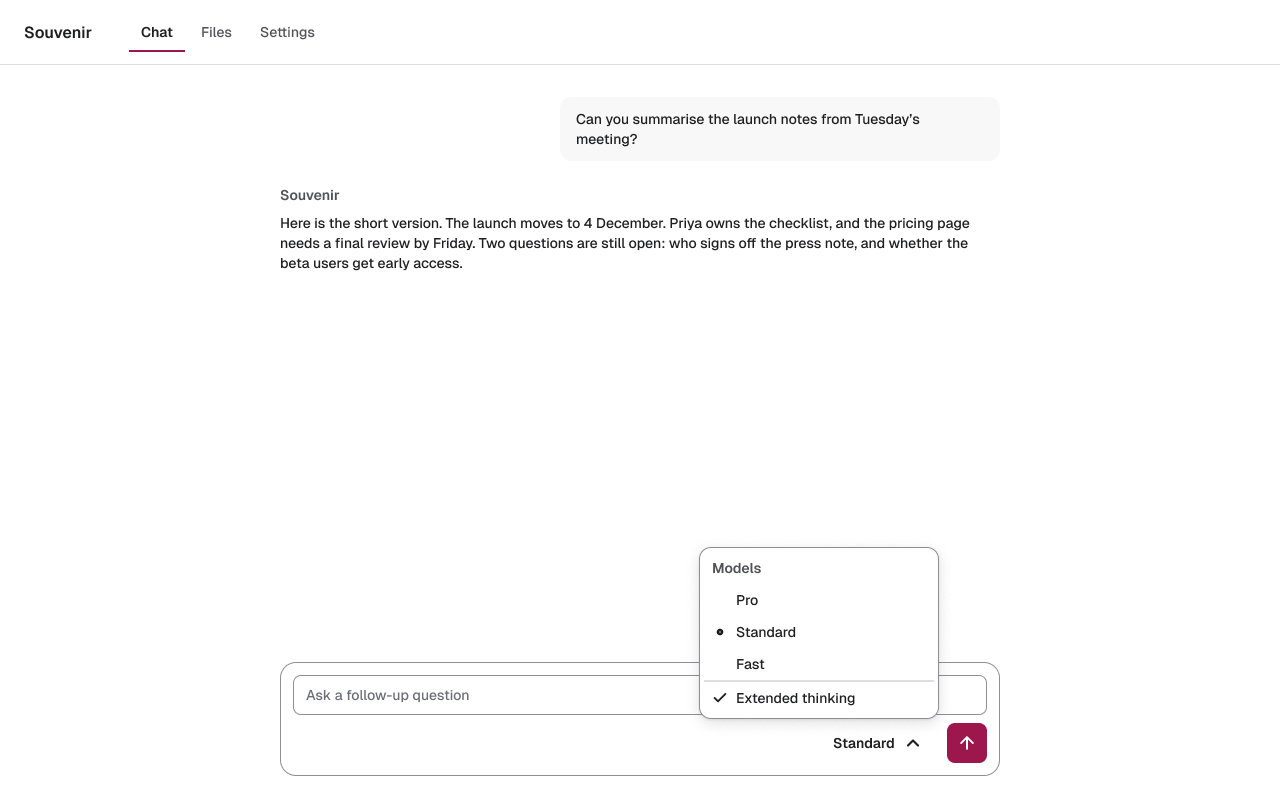 Souvenir
Chat
Files
Settings
Can you summarise the launch notes from Tuesday’s
meeting?
Souvenir
Here is the short version. The launch moves to 4 December. Priya owns the checklist, and the pricing page
needs a final review by Friday. Two questions are still open: who signs off the press note, and whether the
beta users get early access.
Models
Pro
Standard
Fast
Extended thinking
Ask a follow-up question
Standard